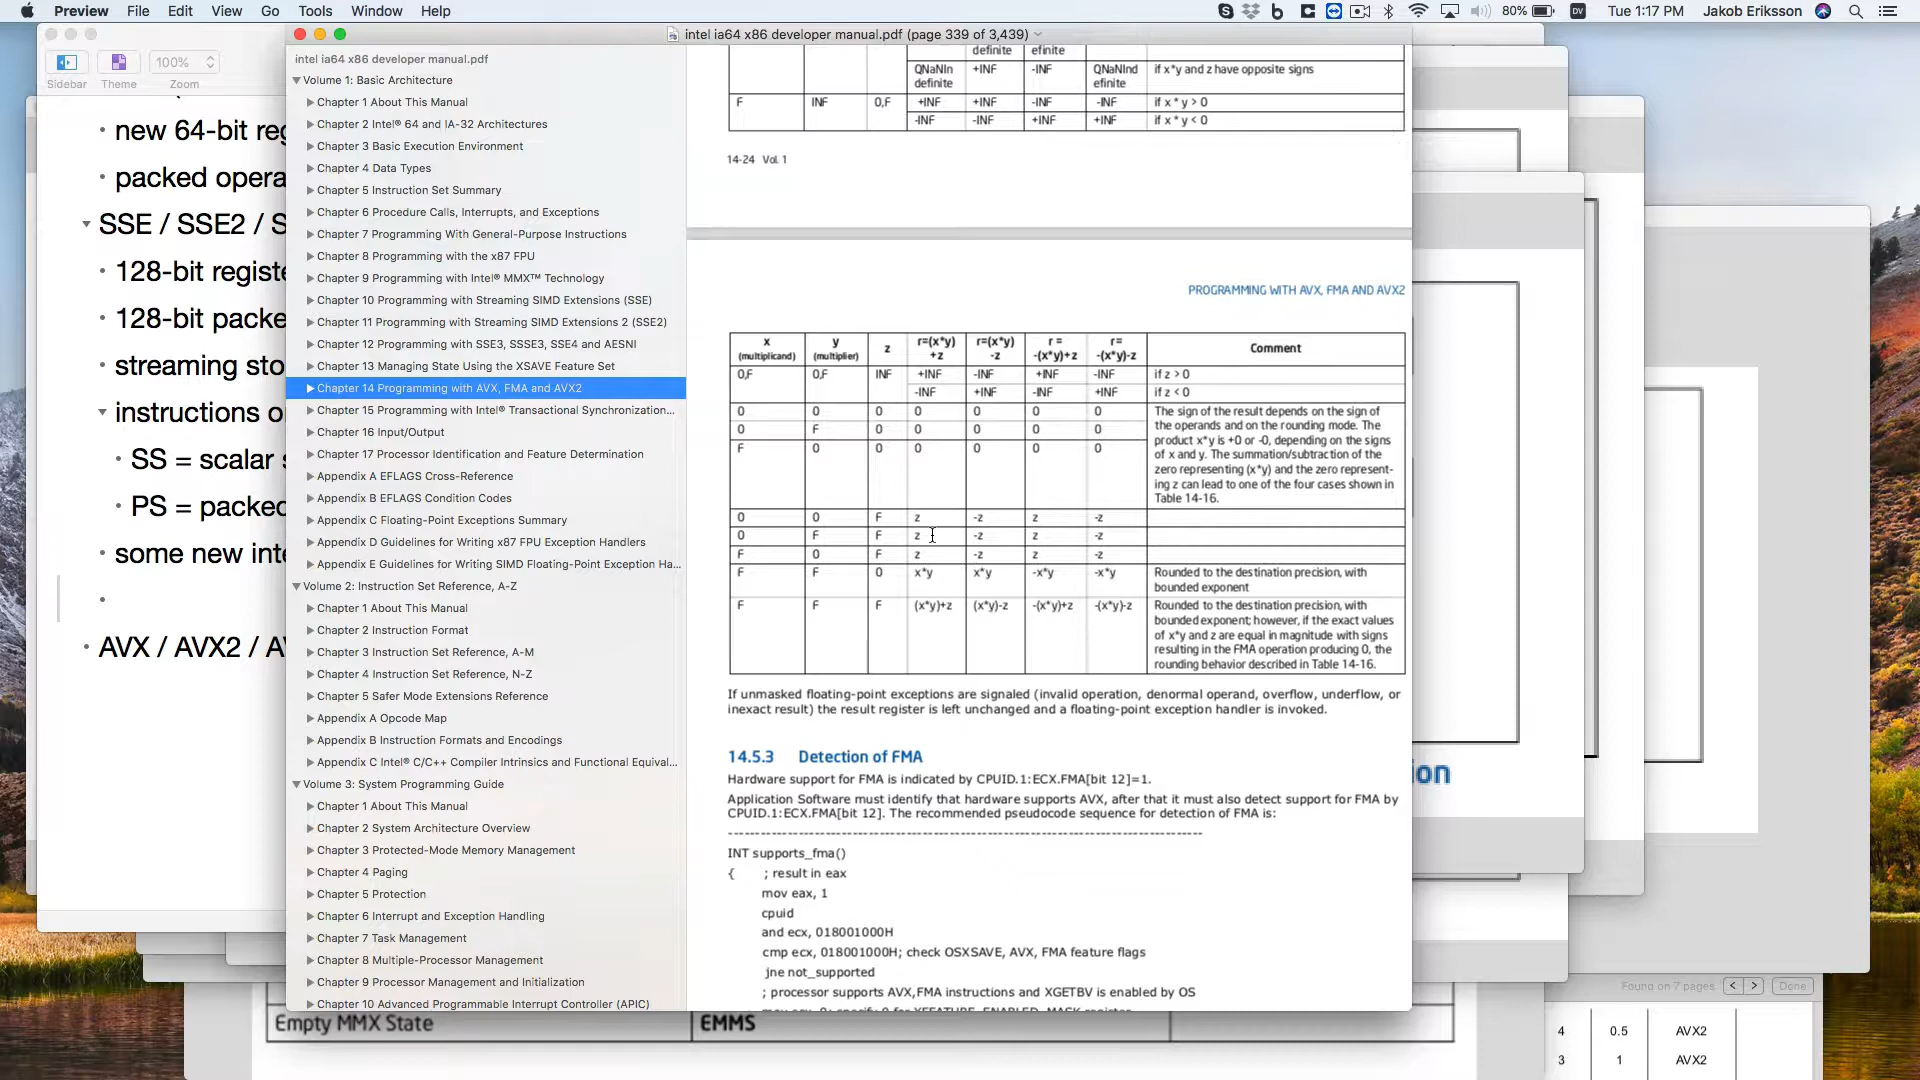 Preview File Edit View Go Tools Window Help 80% Tue 1:17 PM Jakob Eriksson
intel ia64 x86 developer manual.pdf (page 339 of 3,439)
100%
Sidebar Theme Zoom
new 64-bit reg
packed opera
SSE / SSE2 / S
128-bit registe
128-bit packe
streaming sto
instructions o
SS = scalar s
PS = packed
some new inte
AVX / AVX2 / AV
intel ia64 x86 developer manual.pdf
Volume 1: Basic Architecture
Chapter 1 About This Manual
Chapter 2 Intel® 64 and IA-32 Architectures
Chapter 3 Basic Execution Environment
Chapter 4 Data Types
Chapter 5 Instruction Set Summary
Chapter 6 Procedure Calls, Interrupts, and Exceptions
Chapter 7 Programming With General-Purpose Instructions
Chapter 8 Programming with the x87 FPU
Chapter 9 Programming with Intel® MMX™ Technology
Chapter 10 Programming with Streaming SIMD Extensions (SSE)
Chapter 11 Programming with Streaming SIMD Extensions 2 (SSE2)
Chapter 12 Programming with SSE3, SSSE3, SSE4 and AESNI
Chapter 13 Managing State Using the XSAVE Feature Set
Chapter 14 Programming with AVX, FMA and AVX2
Chapter 15 Programming with Intel® Transactional Synchronization...
Chapter 16 Input/Output
Chapter 17 Processor Identification and Feature Determination
Appendix A EFLAGS Cross-Reference
Appendix B EFLAGS Condition Codes
Appendix C Floating-Point Exceptions Summary
Appendix D Guidelines for Writing x87 FPU Exception Handlers
Appendix E Guidelines for Writing SIMD Floating-Point Exception Ha...
Volume 2: Instruction Set Reference, A-Z
Chapter 1 About This Manual
Chapter 2 Instruction Format
Chapter 3 Instruction Set Reference, A-M
Chapter 4 Instruction Set Reference, N-Z
Chapter 5 Safer Mode Extensions Reference
Appendix A Opcode Map
Appendix B Instruction Formats and Encodings
Appendix C Intel® C/C++ Compiler Intrinsics and Functional Equival...
Volume 3: System Programming Guide
Chapter 1 About This Manual
Chapter 2 System Architecture Overview
Chapter 3 Protected-Mode Memory Management
Chapter 4 Paging
Chapter 5 Protection
Chapter 6 Interrupt and Exception Handling
Chapter 7 Task Management
Chapter 8 Multiple-Processor Management
Chapter 9 Processor Management and Initialization
Chapter 10 Advanced Programmable Interrupt Controller (APIC)
definite efinite
QNaNIn +INF -INF QNaNInd if x*y and z have opposite signs
definite efinite
F INF 0,F +INF +INF -INF -INF if x * y > 0
-INF -INF +INF +INF if x * y < 0
14-24 Vol. 1
PROGRAMMING WITH AVX, FMA AND AVX2
x y z r=(x*y) r=(x*y) r = r= Comment
(multiplicand) (multiplier) +z -z -(x*y)+z -(x*y)-z
0,F 0,F INF +INF -INF +INF -INF if z > 0
-INF +INF -INF +INF if z < 0
0 0 0 0 0 0 0 The sign of the result depends on the sign of
0 F 0 0 0 0 0 the operands and on the rounding mode. The
product x*y is +0 or -0, depending on the signs
F 0 0 0 0 0 0 of x and y. The summation/subtraction of the
zero representing (x*y) and the zero represent-
ing z can lead to one of the four cases shown in
Table 14-16.
0 0 F z -z z -z
0 F F z -z z -z
F 0 F z -z z -z
F F 0 x*y x*y -x*y -x*y Rounded to the destination precision, with
bounded exponent
F F F (x*y)+z (x*y)-z -(x*y)+z -(x*y)-z Rounded to the destination precision, with
bounded exponent; however, if the exact values
of x*y and z are equal in magnitude with signs
resulting in the FMA operation producing 0, the
rounding behavior described in Table 14-16.
If unmasked floating-point exceptions are signaled (invalid operation, denormal operand, overflow, underflow, or
inexact result) the result register is left unchanged and a floating-point exception handler is invoked.
14.5.3 Detection of FMA
Hardware support for FMA is indicated by CPUID.1:ECX.FMA[bit 12]=1.
Application Software must identify that hardware supports AVX, after that it must also detect support for FMA by
CPUID.1:ECX.FMA[bit 12]. The recommended pseudocode sequence for detection of FMA is:
----------------------------------------------------------------------------------------
INT supports_fma()
{ ; result in eax
mov eax, 1
cpuid
and ecx, 018001000H
cmp ecx, 018001000H; check OSXSAVE, AVX, FMA feature flags
jne not_supported
; processor supports AVX,FMA instructions and XGETBV is enabled by OS
ion
Found on 7 pages Done
Empty MMX State EMMS
4 0.5 AVX2
3 1 AVX2